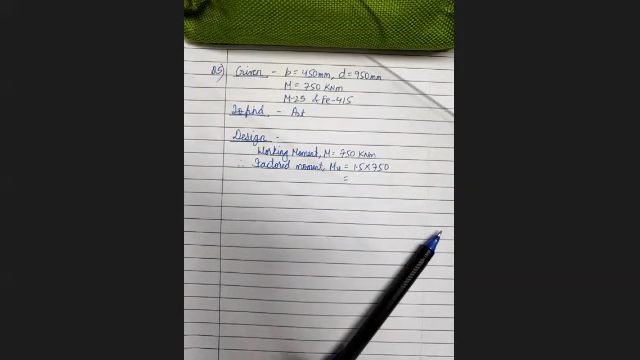 Q5) Given - b = 450mm, d = 950mm
M = 750 KNm
M-25 & Fe-415
To find - Ast
Design -
Working Moment, M = 750 KNm
∴ Factored moment, Mu = 1.5 × 750
=